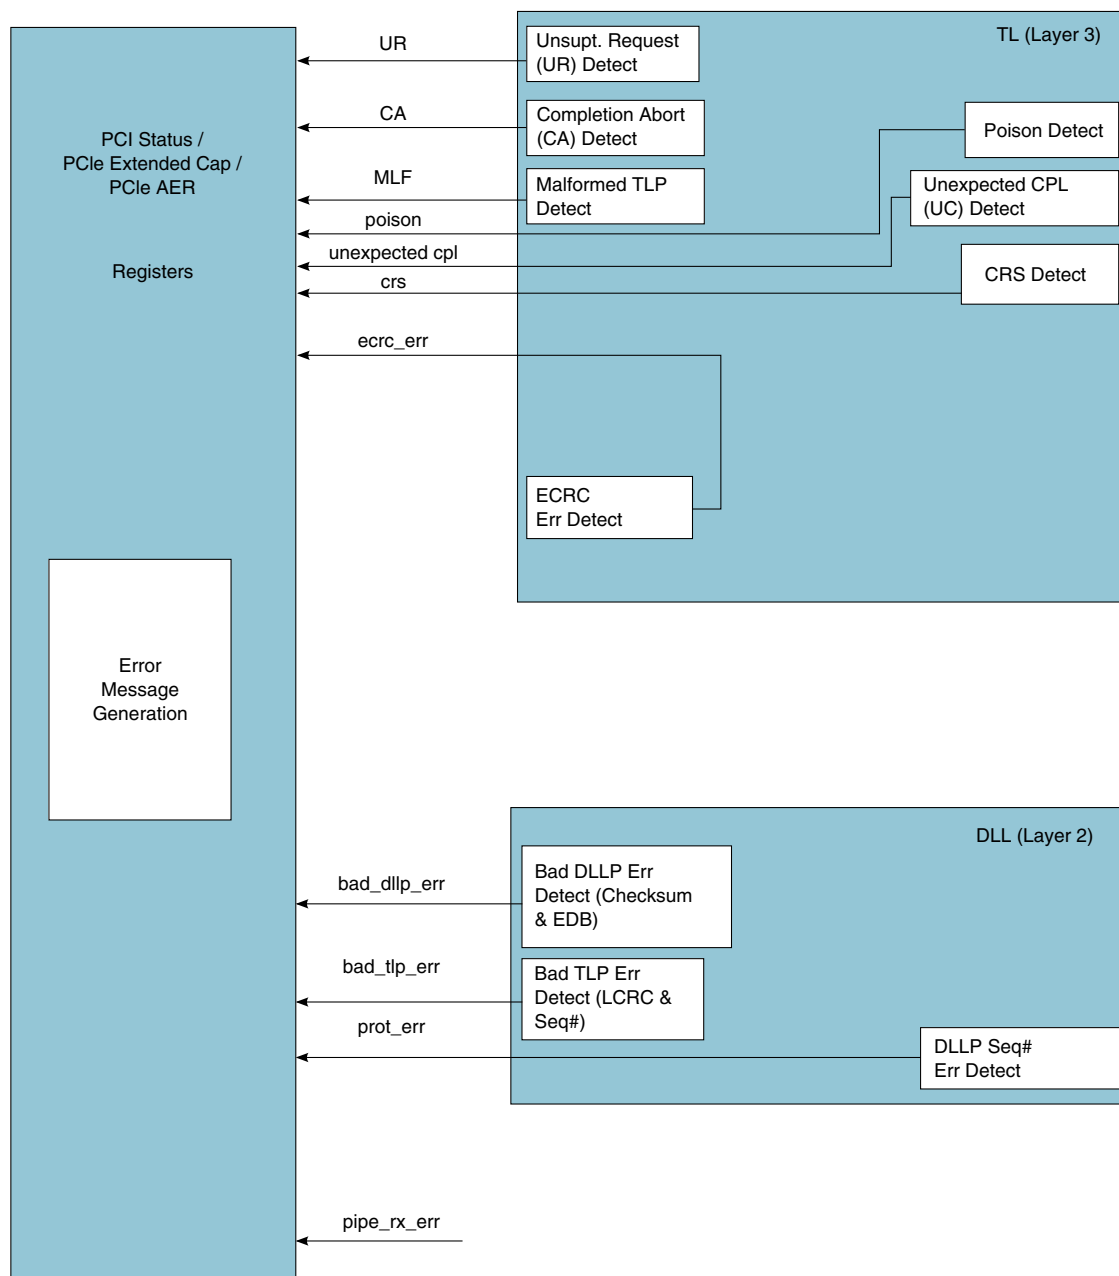 TL (Layer 3)
UR
Unsupt. Request
(UR) Detect
CA
Completion Abort
(CA) Detect
Poison Detect
PCI Status /
PCIe Extended Cap /
PCIe AER
MLF
Malformed TLP
Detect
Unexpected CPL
(UC) Detect
poison
unexpected cpl
Registers
crs
CRS Detect
ecrc_err
ECRC
Err Detect
Error
Message
Generation
DLL (Layer 2)
bad_dllp_err
Bad DLLP Err
Detect (Checksum
& EDB)
bad_tlp_err
Bad TLP Err
Detect (LCRC &
Seq#)
prot_err
DLLP Seq#
Err Detect
pipe_rx_err